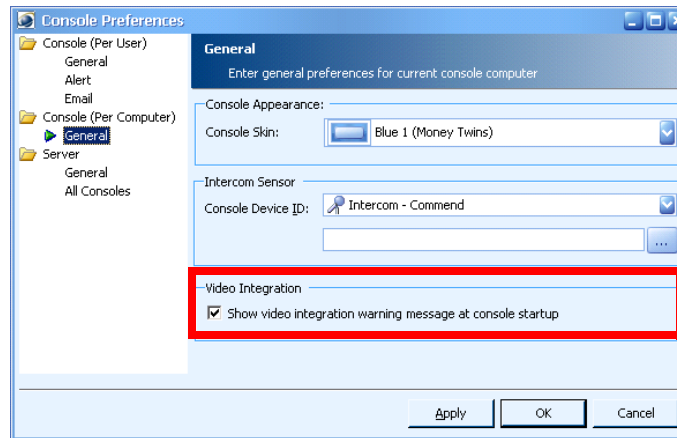 Console Preferences
Console (Per User)
General
Alert
Email
Console (Per Computer)
General
Server
General
All Consoles
General
Enter general preferences for current console computer
Console Appearance:
Console Skin:
Blue 1 (Money Twins)
Intercom Sensor
Console Device ID:
Intercom - Commend
...
Video Integration
Show video integration warning message at console startup
Apply
OK
Cancel